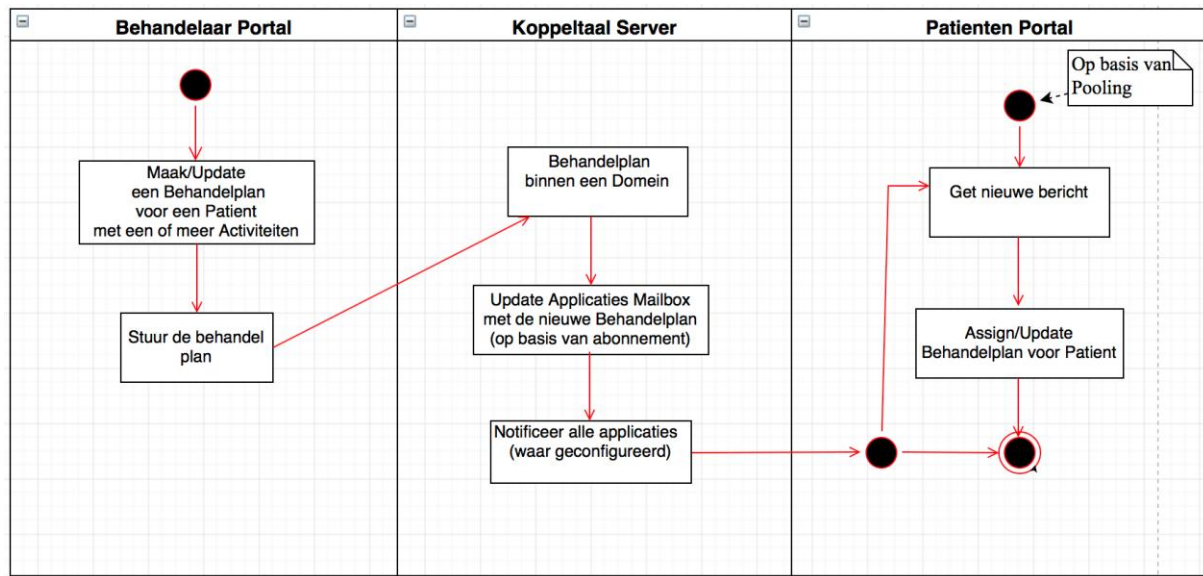 Behandelaar Portal
Koppeltaal Server
Patienten Portal
Maak/Update
een Behandelplan
voor een Patient
met een of meer Activiteiten
Stuur de behandel
plan
Behandelplan
binnen een Domein
Update Applicaties Mailbox
met de nieuwe Behandelplan
(op basis van abonnement)
Notificeer alle applicaties
(waar geconfigureerd)
Op basis van
Pooling
Get nieuwe bericht
Assign/Update
Behandelplan voor Patient